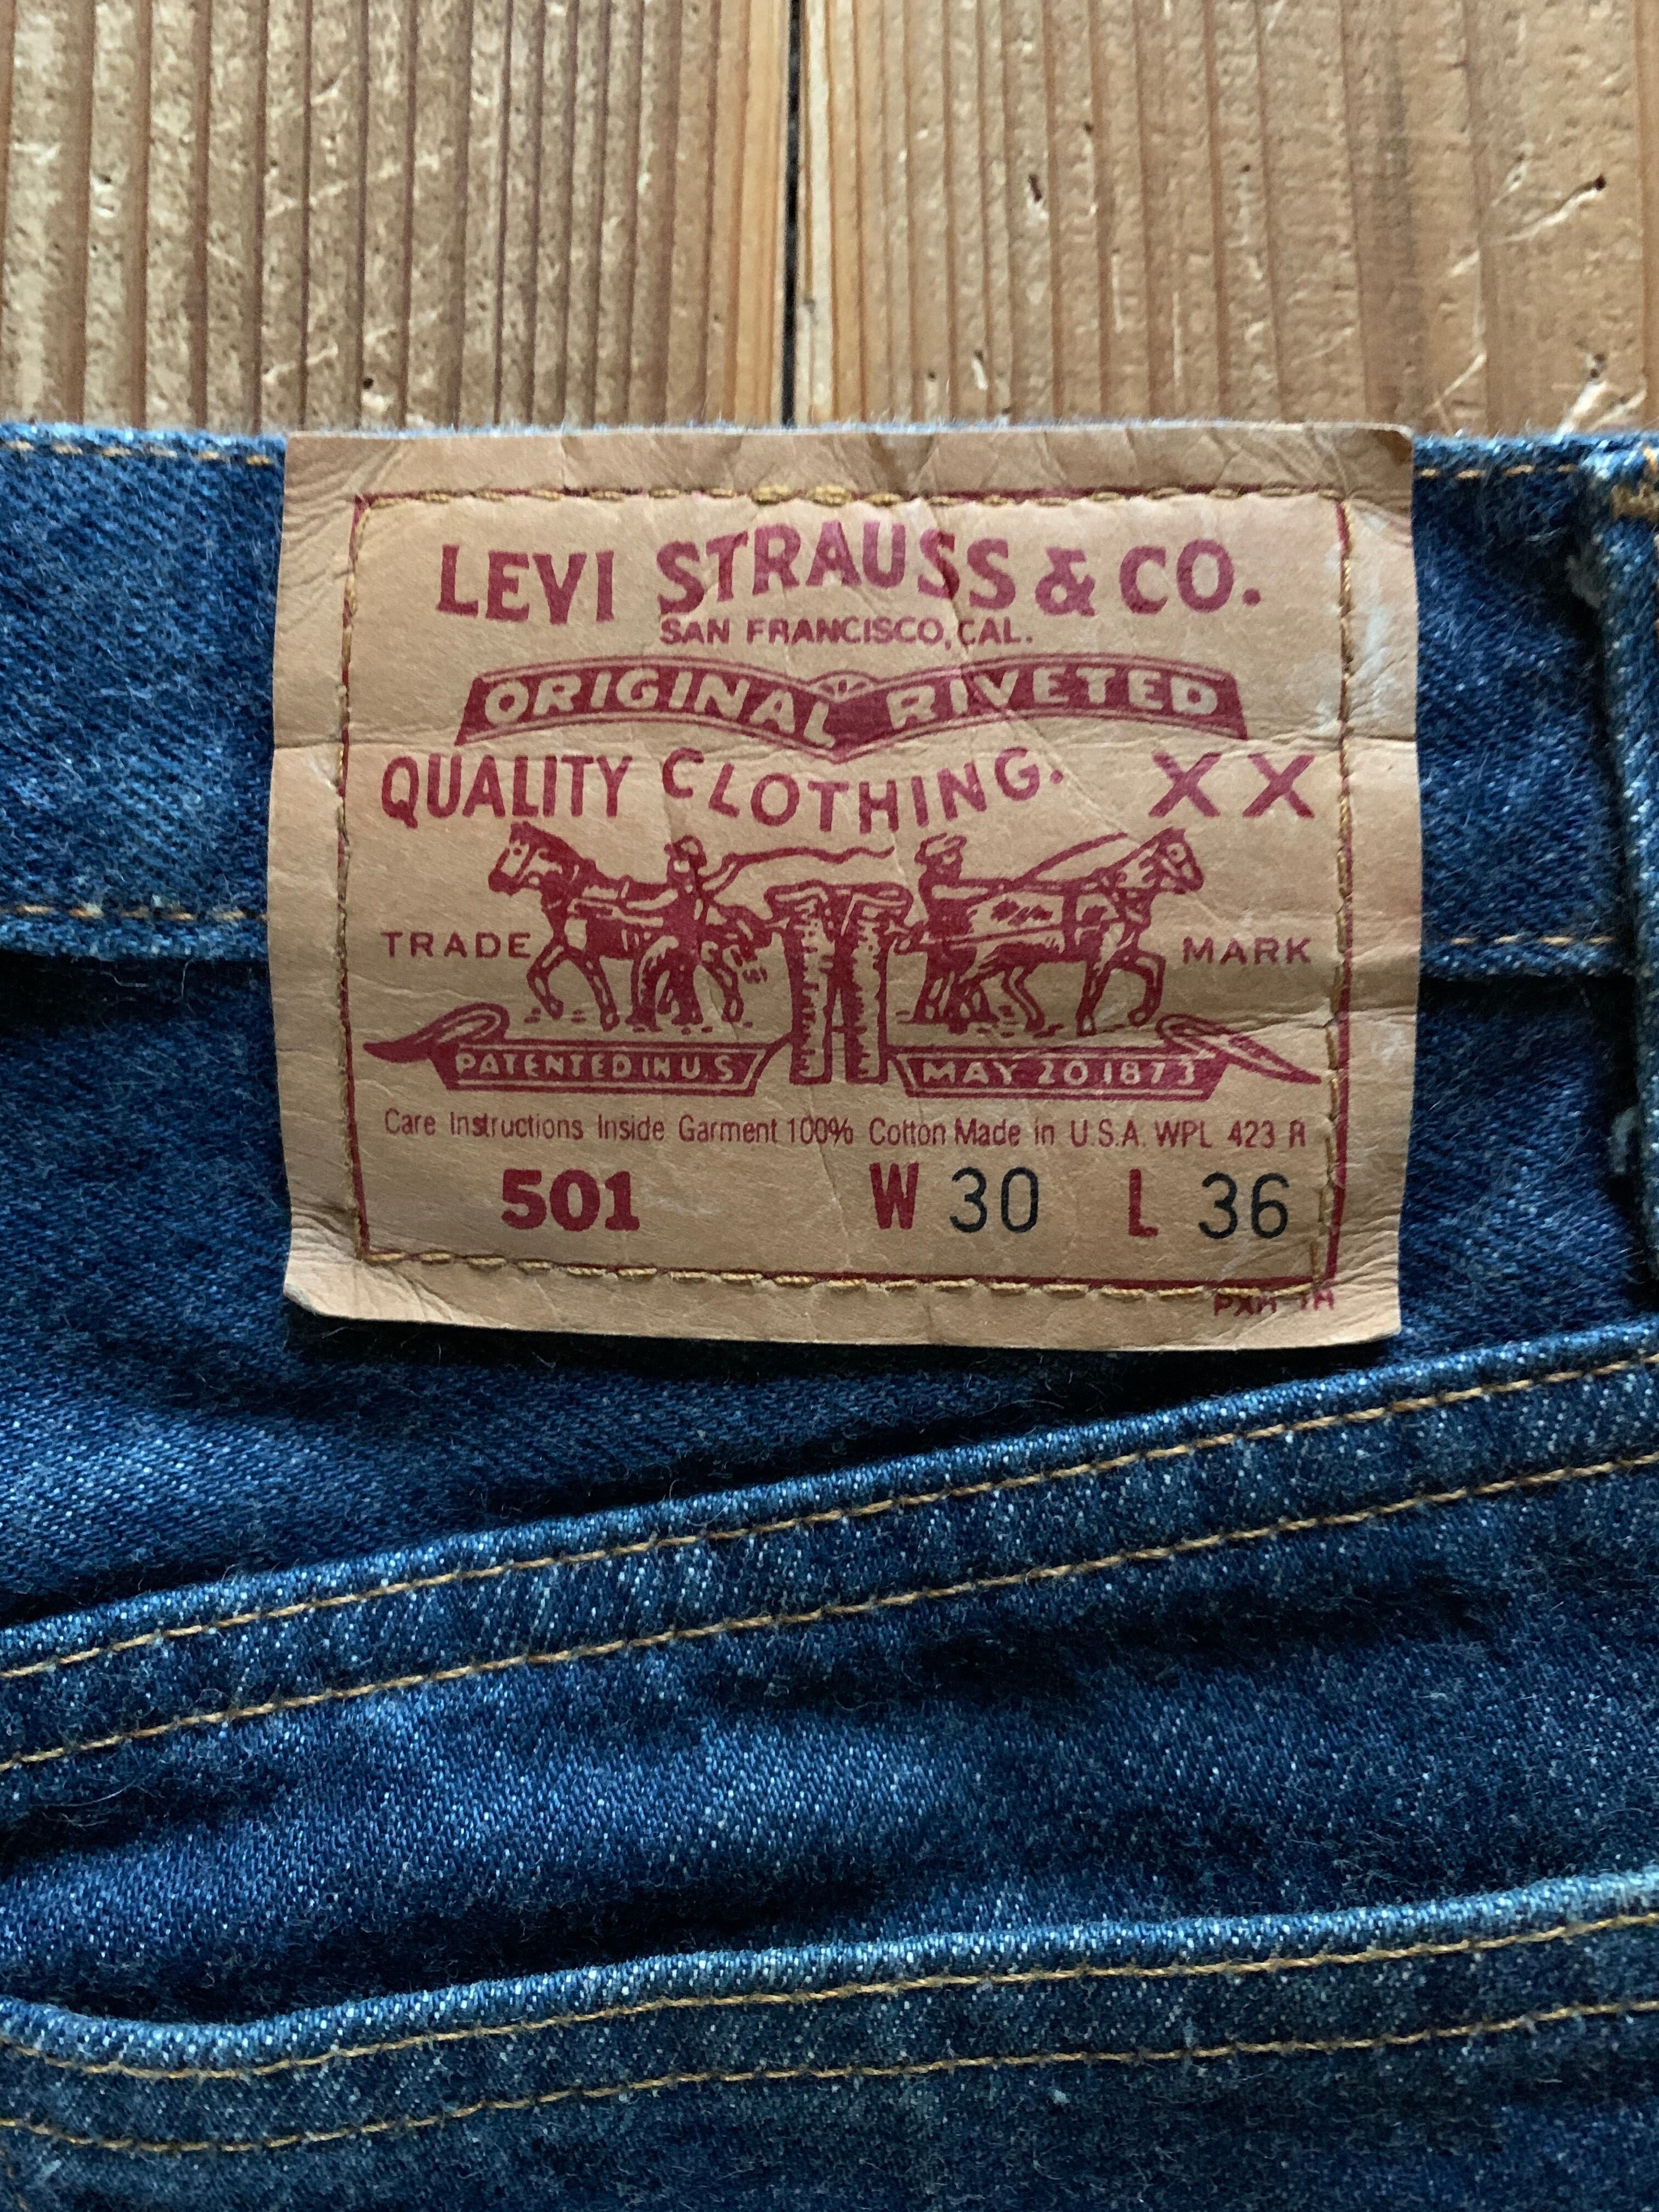 LEVI STRAUSS & CO.
SAN FRANCISCO, CAL.
ORIGINAL RIVETED
QUALITY CLOTHING. XX
TRADE MARK
PATENTED IN U.S MAY 20 1873
Care Instructions Inside Garment 100% Cotton Made in U.S.A. WPL 423 R
501 W 30 L 36